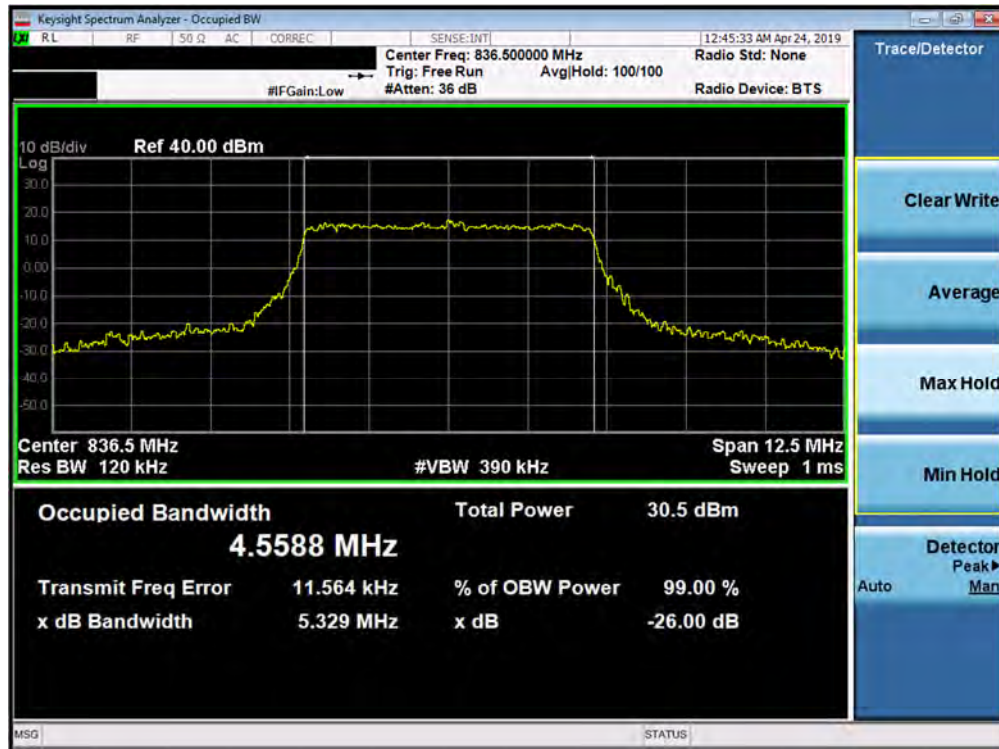 Keysight Spectrum Analyzer - Occupied BW
LXI RL RF 50 Ω AC CORREC SENSE:INT 12:45:33 AM Apr 24, 2019
Center Freq: 836.500000 MHz Radio Std: None
Trig: Free Run Avg|Hold: 100/100
#IFGain:Low #Atten: 36 dB Radio Device: BTS
10 dB/div Ref 40.00 dBm
Log
30.0
20.0
10.0
0.00
-10.0
-20.0
-30.0
-40.0
-50.0
Center 836.5 MHz Span 12.5 MHz
Res BW 120 kHz #VBW 390 kHz Sweep 1 ms
Occupied Bandwidth Total Power 30.5 dBm
4.5588 MHz
Transmit Freq Error 11.564 kHz % of OBW Power 99.00 %
x dB Bandwidth 5.329 MHz x dB -26.00 dB
Trace/Detector
Clear Write
Average
Max Hold
Min Hold
Detector
Peak▶
Auto Man
MSG STATUS